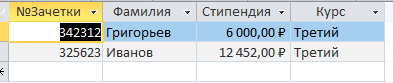 №Зачетки Фамилия Стипендия Курс
342312 Григорьев 6 000,00 ₽ Третий
325623 Иванов 12 452,00 ₽ Третий